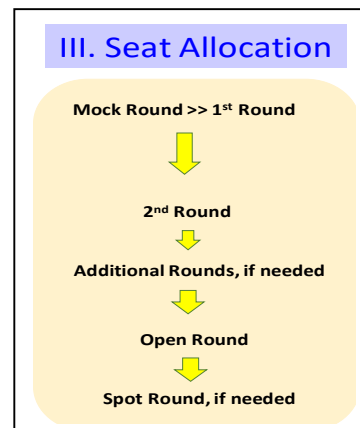 III. Seat Allocation
Mock Round >> 1st Round
2nd Round
Additional Rounds, if needed
Open Round
Spot Round, if needed